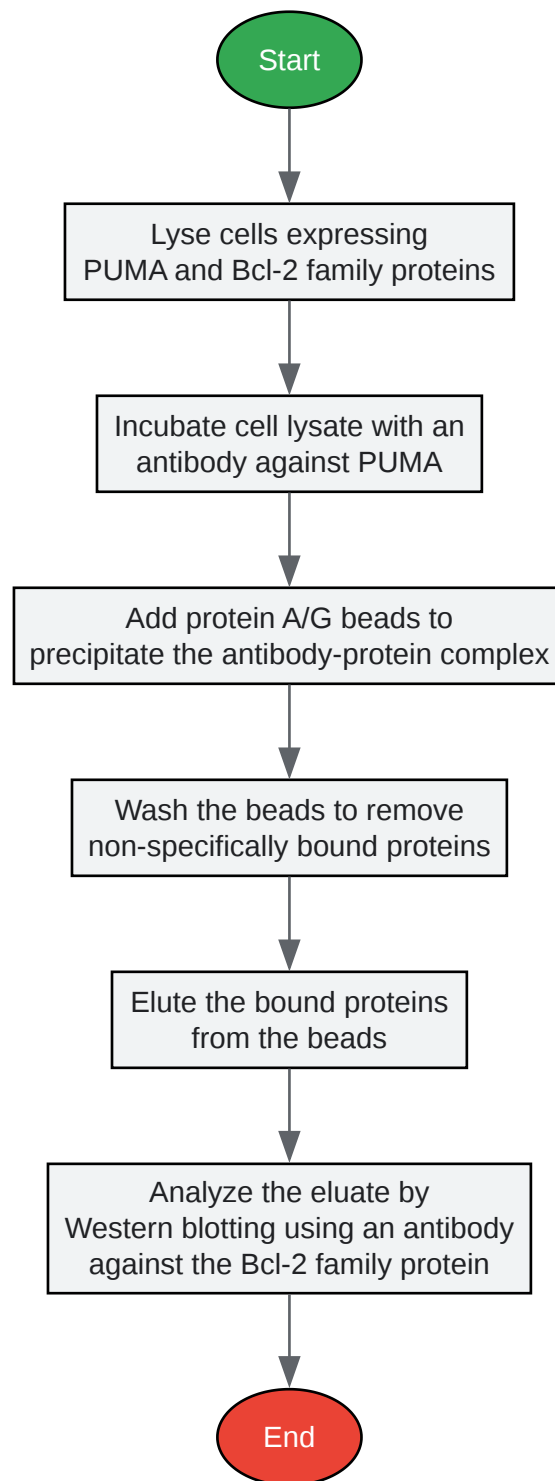 Start
Lyse cells expressing
PUMA and Bcl-2 family proteins
Incubate cell lysate with an
antibody against PUMA
Add protein A/G beads to
precipitate the antibody-protein complex
Wash the beads to remove
non-specifically bound proteins
Elute the bound proteins
from the beads
Analyze the eluate by
Western blotting using an antibody
against the Bcl-2 family protein
End